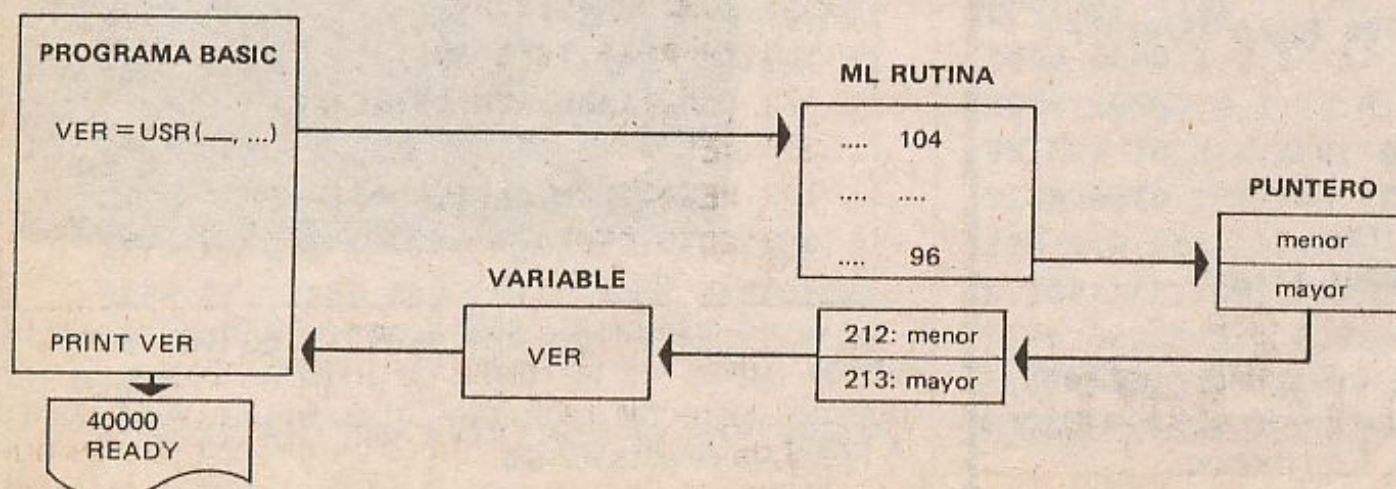 PROGRAMA BASIC
VER = USR(__, ...)
PRINT VER
40000
READY
ML RUTINA
.... 104
.... ....
.... 96
PUNTERO
menor
mayor
212: menor
213: mayor
VARIABLE
VER